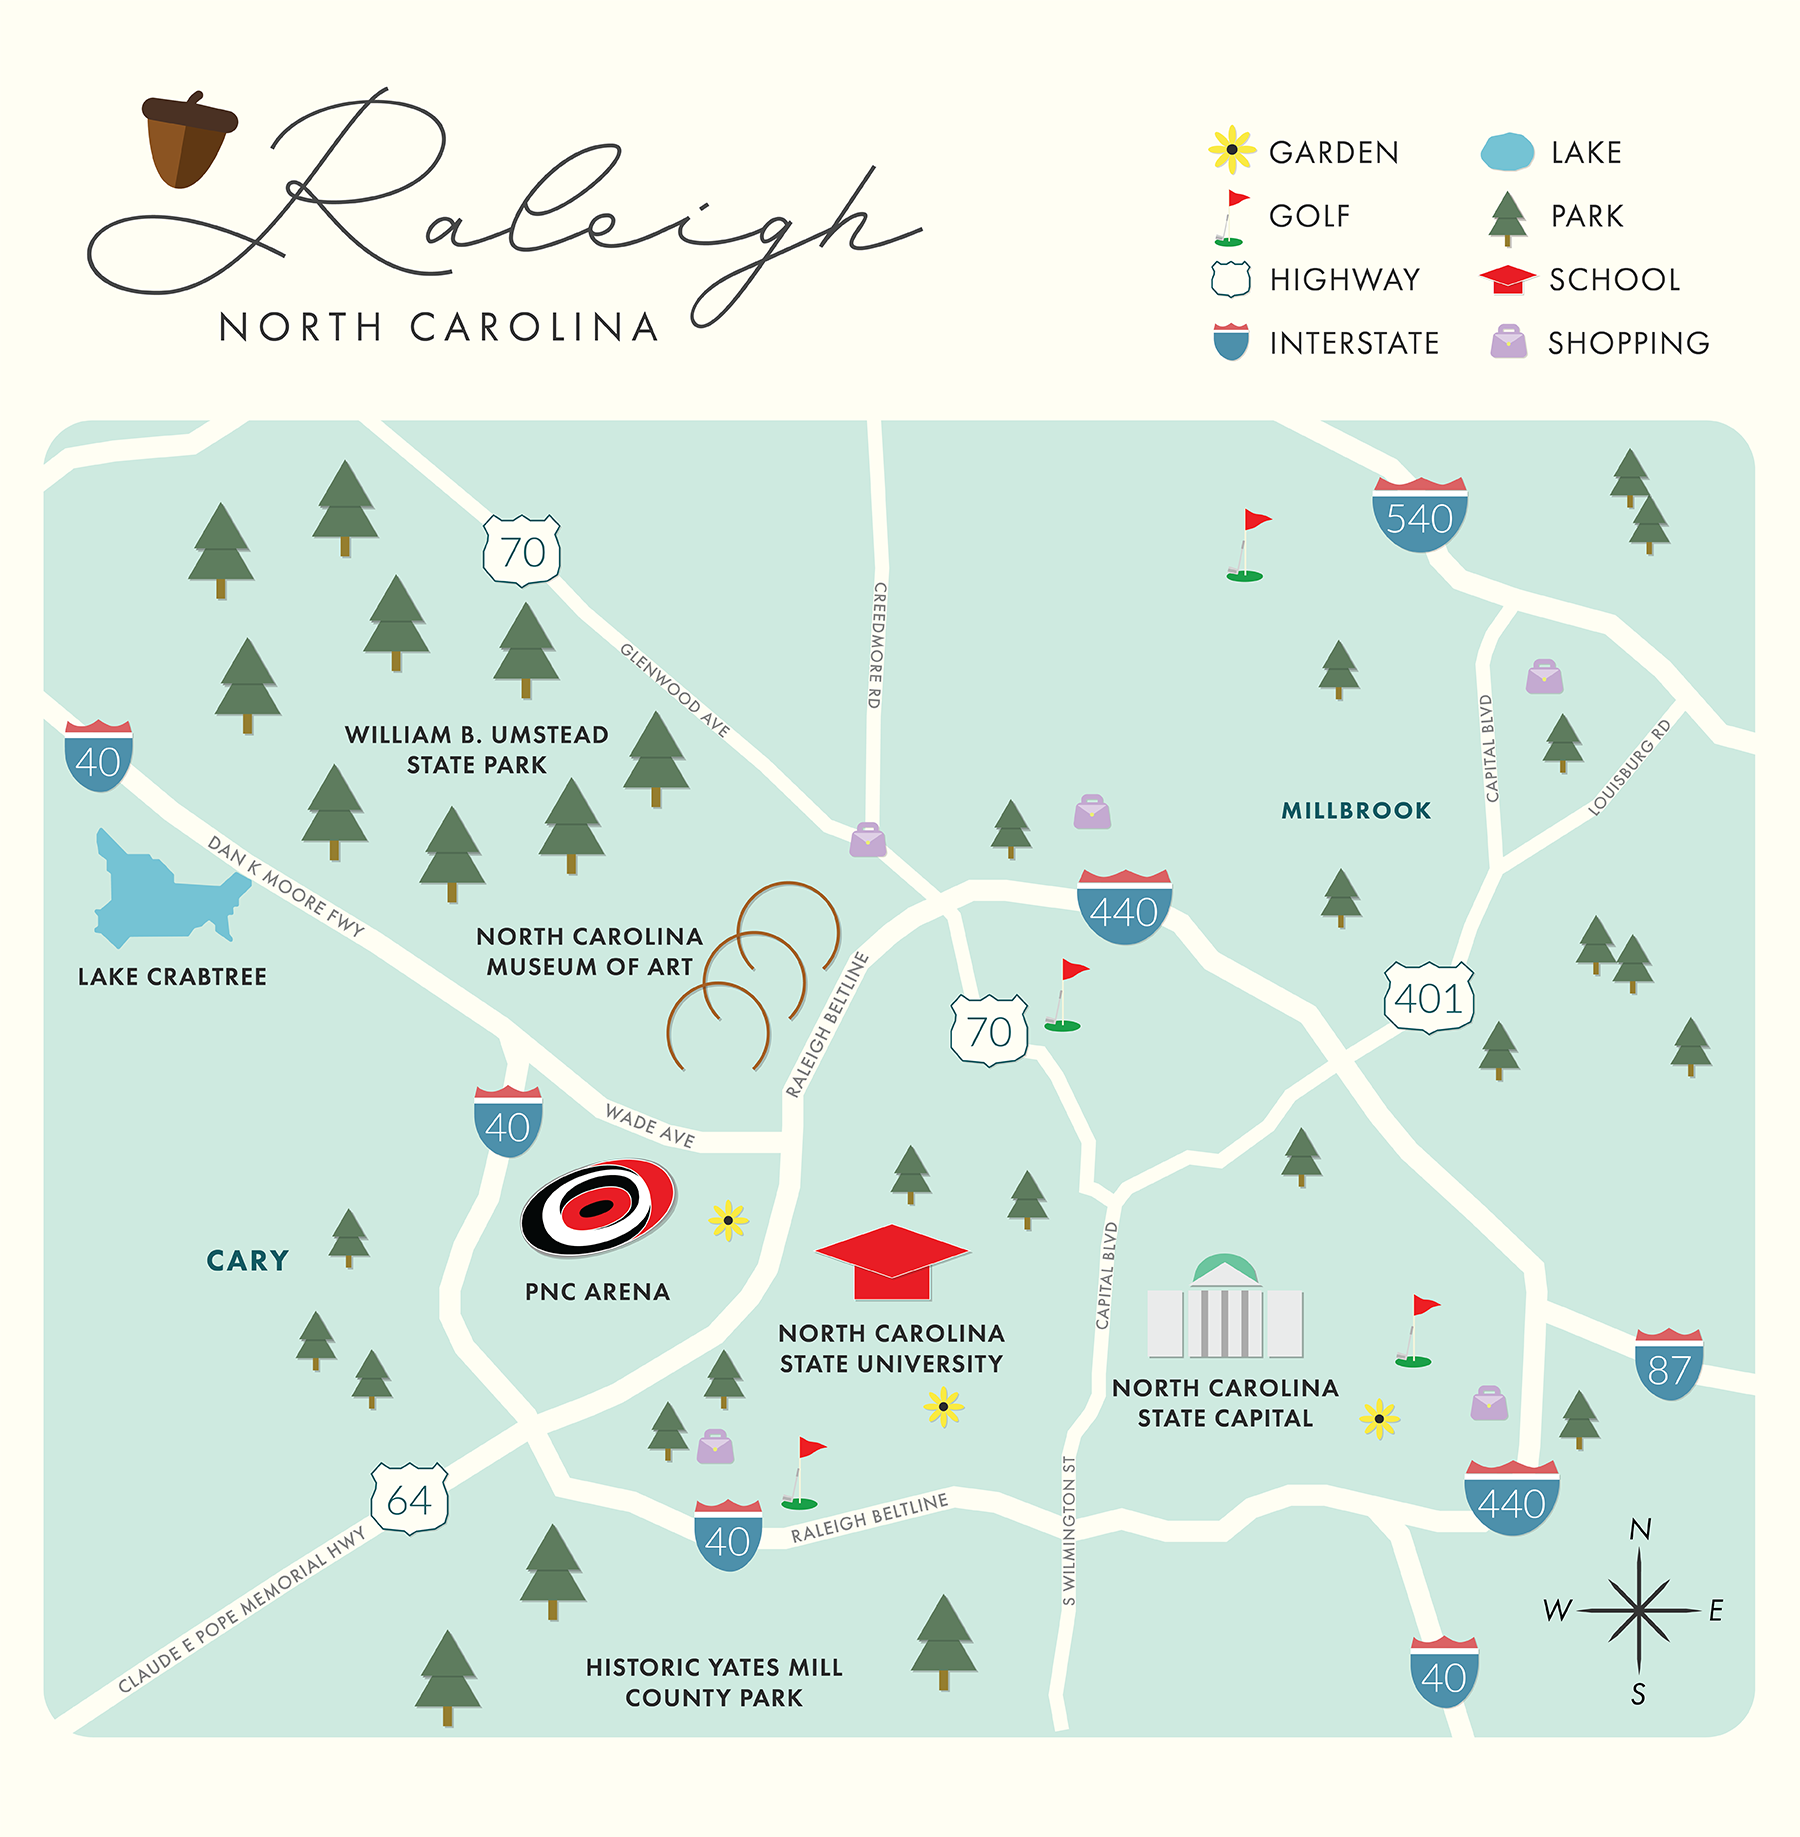 Raleigh
NORTH CAROLINA
GARDEN
LAKE
GOLF
PARK
HIGHWAY
SCHOOL
INTERSTATE
SHOPPING
540
70
CREEDMORE RD
GLENWOOD AVE
CAPITAL BLVD
LOUISBURG RD
WILLIAM B. UMSTEAD
STATE PARK
40
MILLBROOK
DAN K MOORE FWY
440
NORTH CAROLINA
MUSEUM OF ART
LAKE CRABTREE
401
RALEIGH BELTLINE
70
40
WADE AVE
CARY
PNC ARENA
CAPITAL BLVD
NORTH CAROLINA
STATE UNIVERSITY
87
NORTH CAROLINA
STATE CAPITAL
64
440
40
RALEIGH BELTLINE
S WILMINGTON ST
CLAUDE E POPE MEMORIAL HWY
N
W
E
S
HISTORIC YATES MILL
COUNTY PARK
40